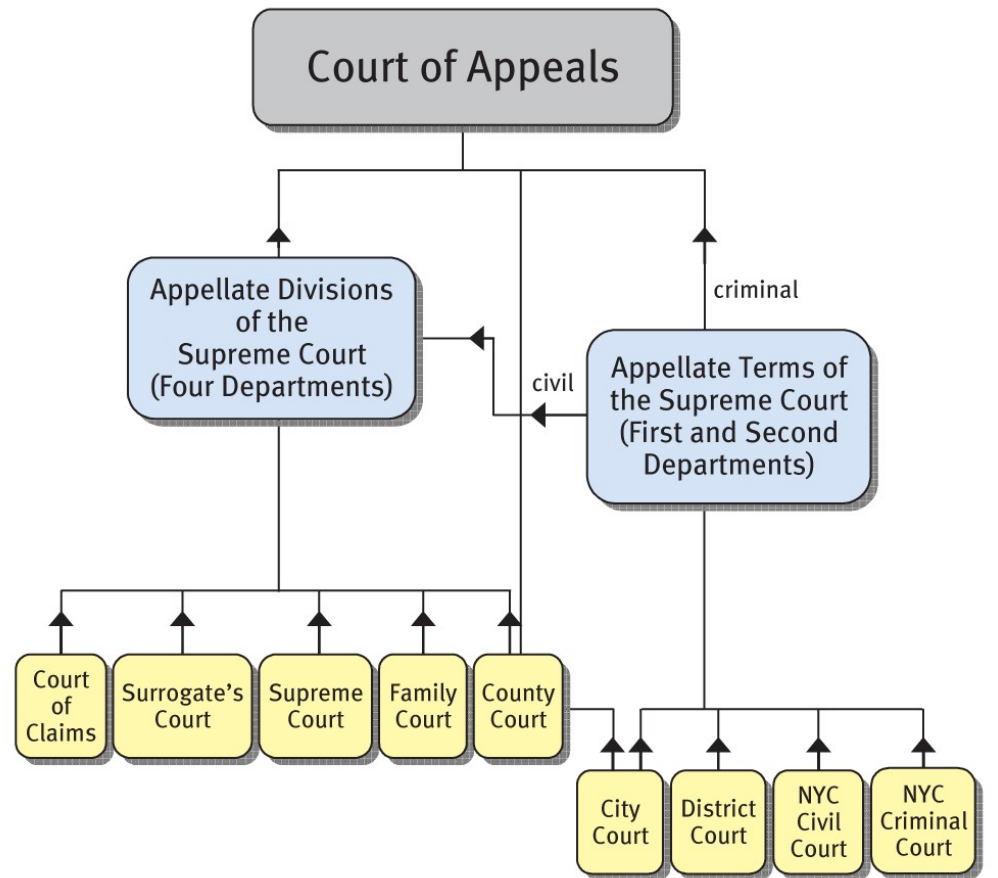 Court of Appeals
Appellate Divisions
of the
Supreme Court
(Four Departments)
criminal
civil
Appellate Terms of
the Supreme Court
(First and Second
Departments)
Court
of
Claims
Surrogate's
Court
Supreme
Court
Family
Court
County
Court
City
Court
District
Court
NYC
Civil
Court
NYC
Criminal
Court